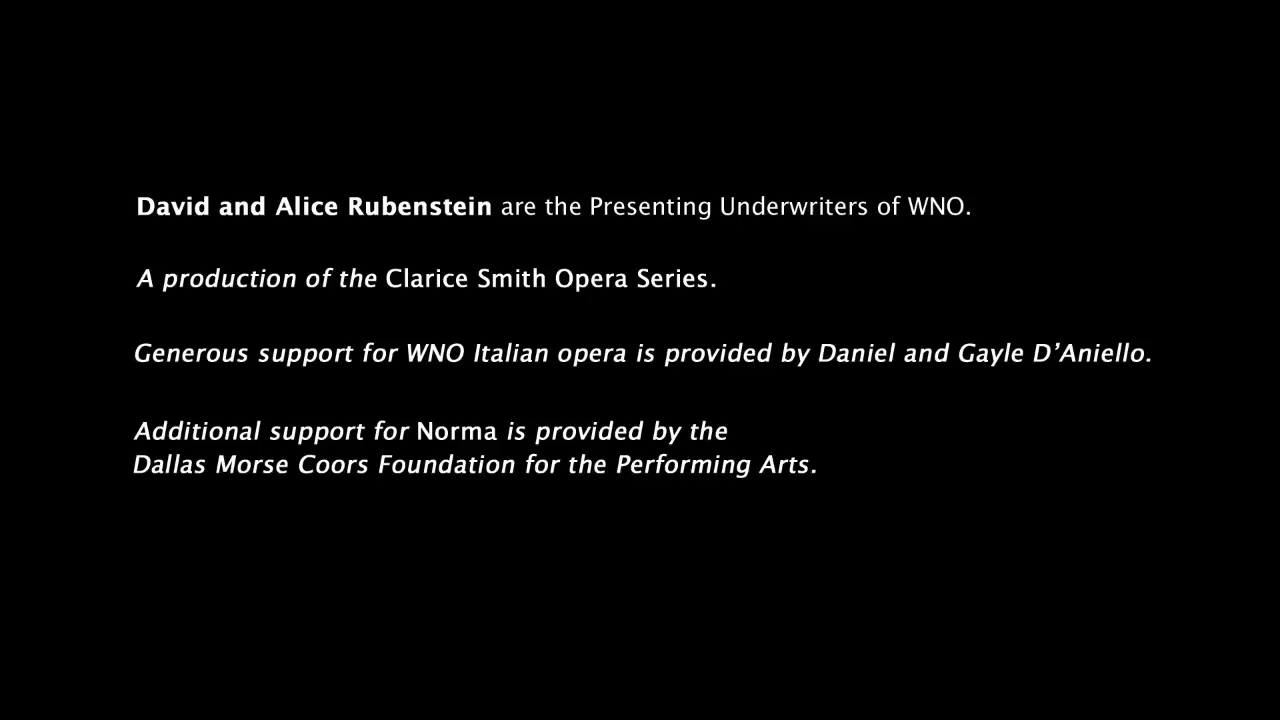 David and Alice Rubenstein are the Presenting Underwriters of WNO.
A production of the Clarice Smith Opera Series.
Generous support for WNO Italian opera is provided by Daniel and Gayle D’Aniello.
Additional support for Norma is provided by the
Dallas Morse Coors Foundation for the Performing Arts.